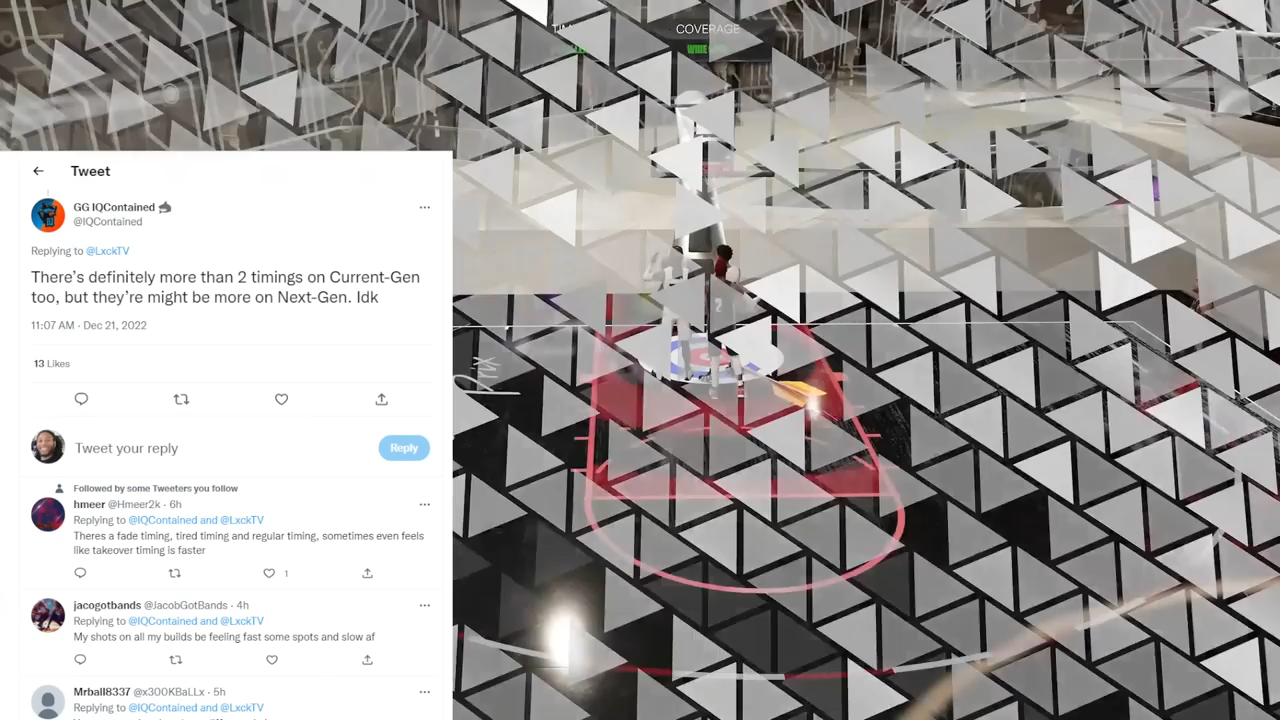 COVERAGE
Tweet
GG IQContained
@IQContained
Replying to @LxckTV
There's definitely more than 2 timings on Current-Gen
too, but they're might be more on Next-Gen. Idk
11:07 AM · Dec 21, 2022
13 Likes
Tweet your reply
Reply
Followed by some Tweeters you follow
hmeer @Hmeer2k · 6h
Replying to @IQContained and @LxckTV
Theres a fade timing, tired timing and regular timing, sometimes even feels
like takeover timing is faster
1
jacogotbands @JacobGotBands · 4h
Replying to @IQContained and @LxckTV
My shots on all my builds be feeling fast some spots and slow af
Mrball8337 @x300KBaLLx · 5h
Replying to @IQContained and @LxckTV
2